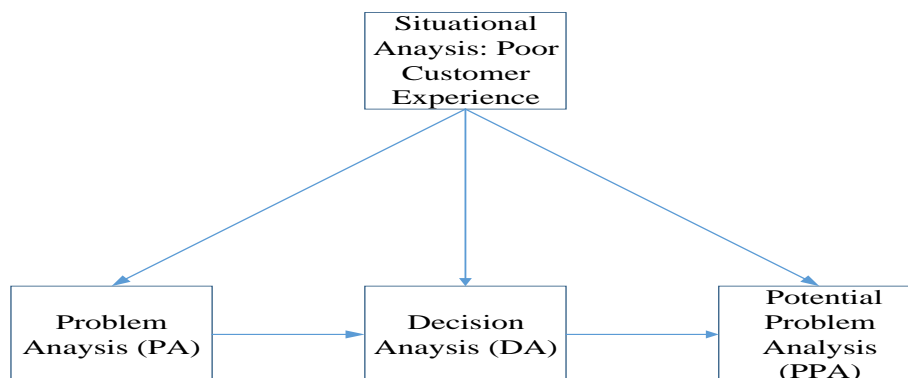 Situational
Anaysis: Poor
Customer
Experience
Problem
Anaysis (PA)
Decision
Anaysis (DA)
Potential
Problem
Analysis
(PPA)